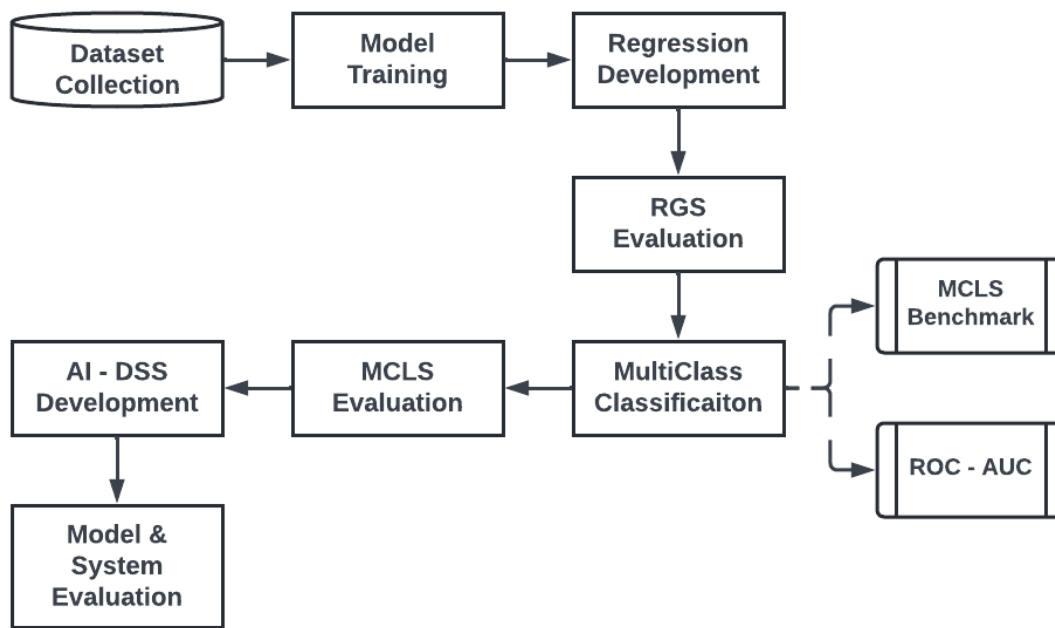 Dataset
Collection
Model
Training
Regression
Development
RGS
Evaluation
MCLS
Benchmark
AI - DSS
Development
MCLS
Evaluation
MultiClass
Classificaiton
ROC - AUC
Model &
System
Evaluation